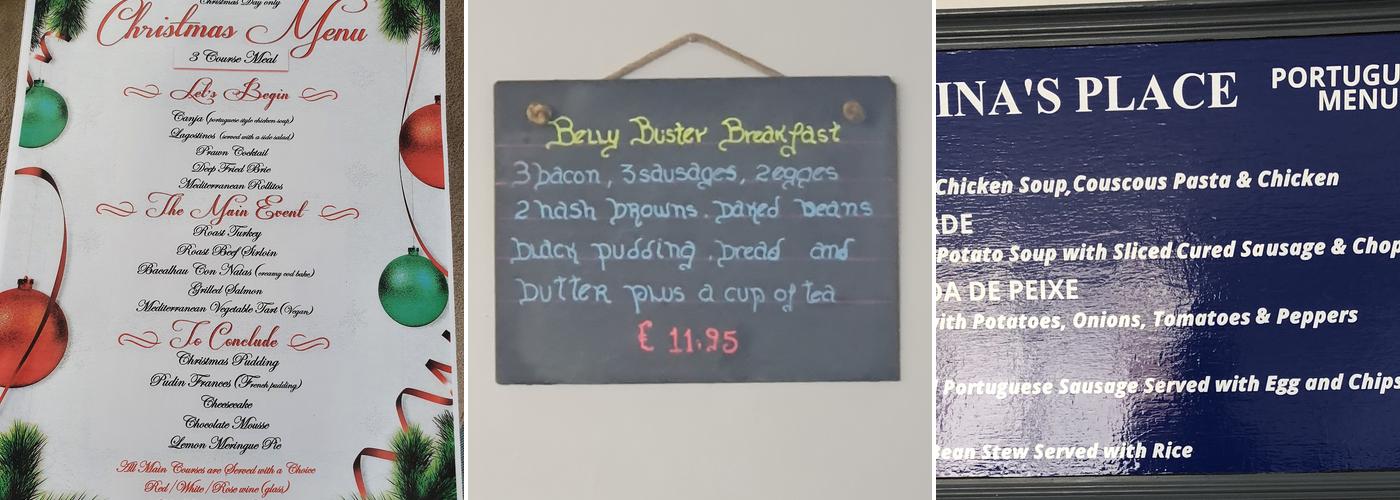 Christmas Day only
Christmas Menu
3 Course Meal
Let's Begin
Canja (portuguese style chicken soup)
Lagostinos (served with a side salad)
Prawn Cocktail
Deep Fried Brie
Mediterranean Rollitos
The Main Event
Roast Turkey
Roast Beef Sirloin
Bacalhau Con Natas (creamy cod bake)
Grilled Salmon
Mediterranean Vegetable Tart (Vegan)
To Conclude
Christmas Pudding
Pudin Frances (French pudding)
Cheesecake
Chocolate Mousse
Lemon Meringue Pie
All Main Courses are Served with a Choice
Red / White / Rose wine (glass)
Belly Buster Breakfast
3 bacon, 3 sausages, 2 egges
2 hash browns . baked beans
black pudding . bread and
butter plus a cup of tea
€ 11.95
INA'S PLACE
PORTUGU
MENU
Chicken Soup, Couscous Pasta & Chicken
RDE
Potato Soup with Sliced Cured Sausage & Chop
DA DE PEIXE
with Potatoes, Onions, Tomatoes & Peppers
Portuguese Sausage Served with Egg and Chips
Bean Stew Served with Rice